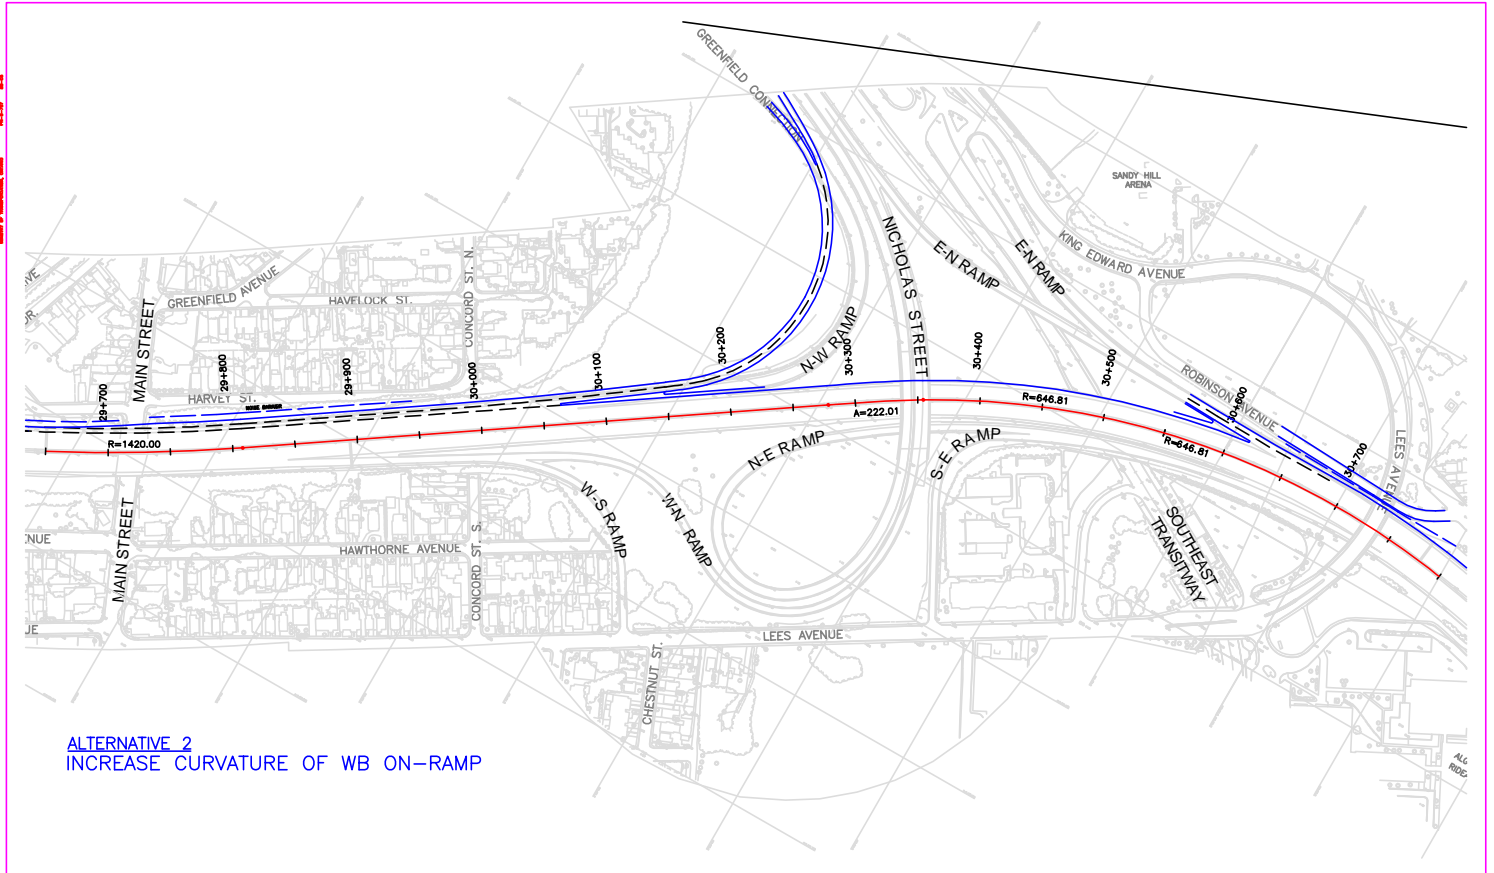 GREENFIELD CONNECTION
SANDY HILL
ARENA
KING EDWARD AVENUE
NICHOLAS STREET
E-N RAMP
E-N RAMP
GREENFIELD AVENUE
HAVELOCK ST.
CONCORD ST. N.
MAIN STREET
HARVEY ST.
N-W RAMP
ROBINSON AVENUE
LEES AVENUE
29+700
29+800
29+900
30+000
30+100
30+200
30+300
30+400
30+500
30+600
30+700
R=1420.00
A=222.01
R=646.81
R=646.81
N-E RAMP
S-E RAMP
W-S RAMP
W-N RAMP
SOUTHEAST
TRANSITWAY
MAIN STREET
HAWTHORNE AVENUE
CONCORD ST. S.
LEES AVENUE
CHESTNUT ST.
ALTERNATIVE 2
INCREASE CURVATURE OF WB ON-RAMP